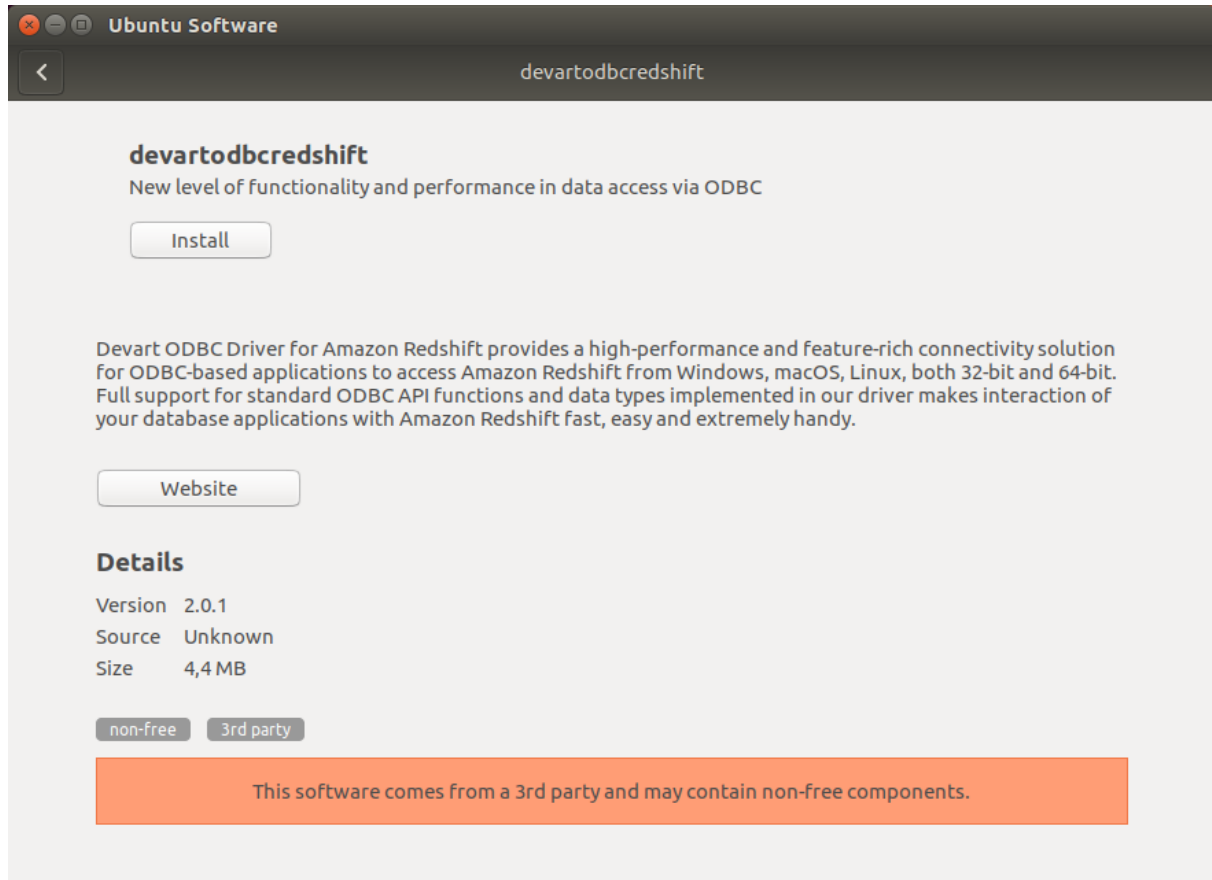 Ubuntu Software
devartodbcredshift
devartodbcredshift
New level of functionality and performance in data access via ODBC
Install
Devart ODBC Driver for Amazon Redshift provides a high-performance and feature-rich connectivity solution
for ODBC-based applications to access Amazon Redshift from Windows, macOS, Linux, both 32-bit and 64-bit.
Full support for standard ODBC API functions and data types implemented in our driver makes interaction of
your database applications with Amazon Redshift fast, easy and extremely handy.
Website
Details
Version 2.0.1
Source Unknown
Size 4,4 MB
non-free 3rd party
This software comes from a 3rd party and may contain non-free components.